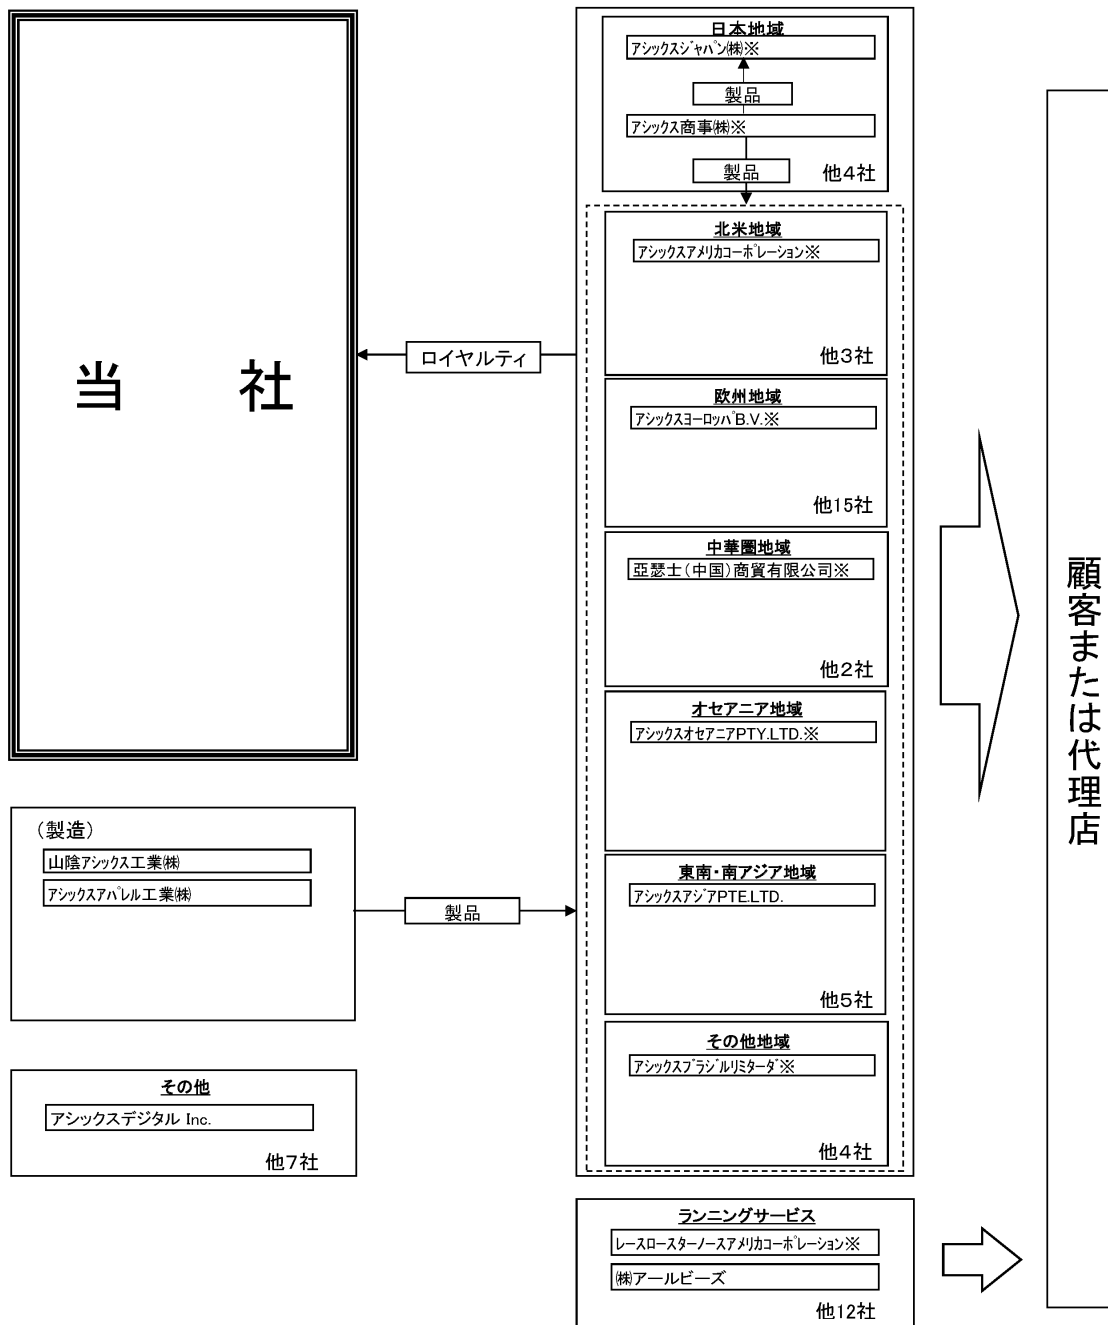 当　　社
ロイヤルティ
(製造)
山陰アシックス工業㈱
アシックスアパレル工業㈱
製品
その他
アシックスデジタル Inc.
他7社
日本地域
アシックスジャパン㈱※
製品
アシックス商事㈱※
製品
他4社
北米地域
アシックスアメリカコーポレーション※
他3社
欧州地域
アシックスヨーロッパB.V.※
他15社
中華圏地域
亞瑟士(中国)商貿有限公司※
他2社
オセアニア地域
アシックスオセアニアPTY.LTD.※
東南・南アジア地域
アシックスアジアPTE.LTD.
他5社
その他地域
アシックスブラジルリミターダ※
他4社
ランニングサービス
レースロースターノースアメリカコーポレーション※
㈱アールビーズ
他12社
顧客または代理店